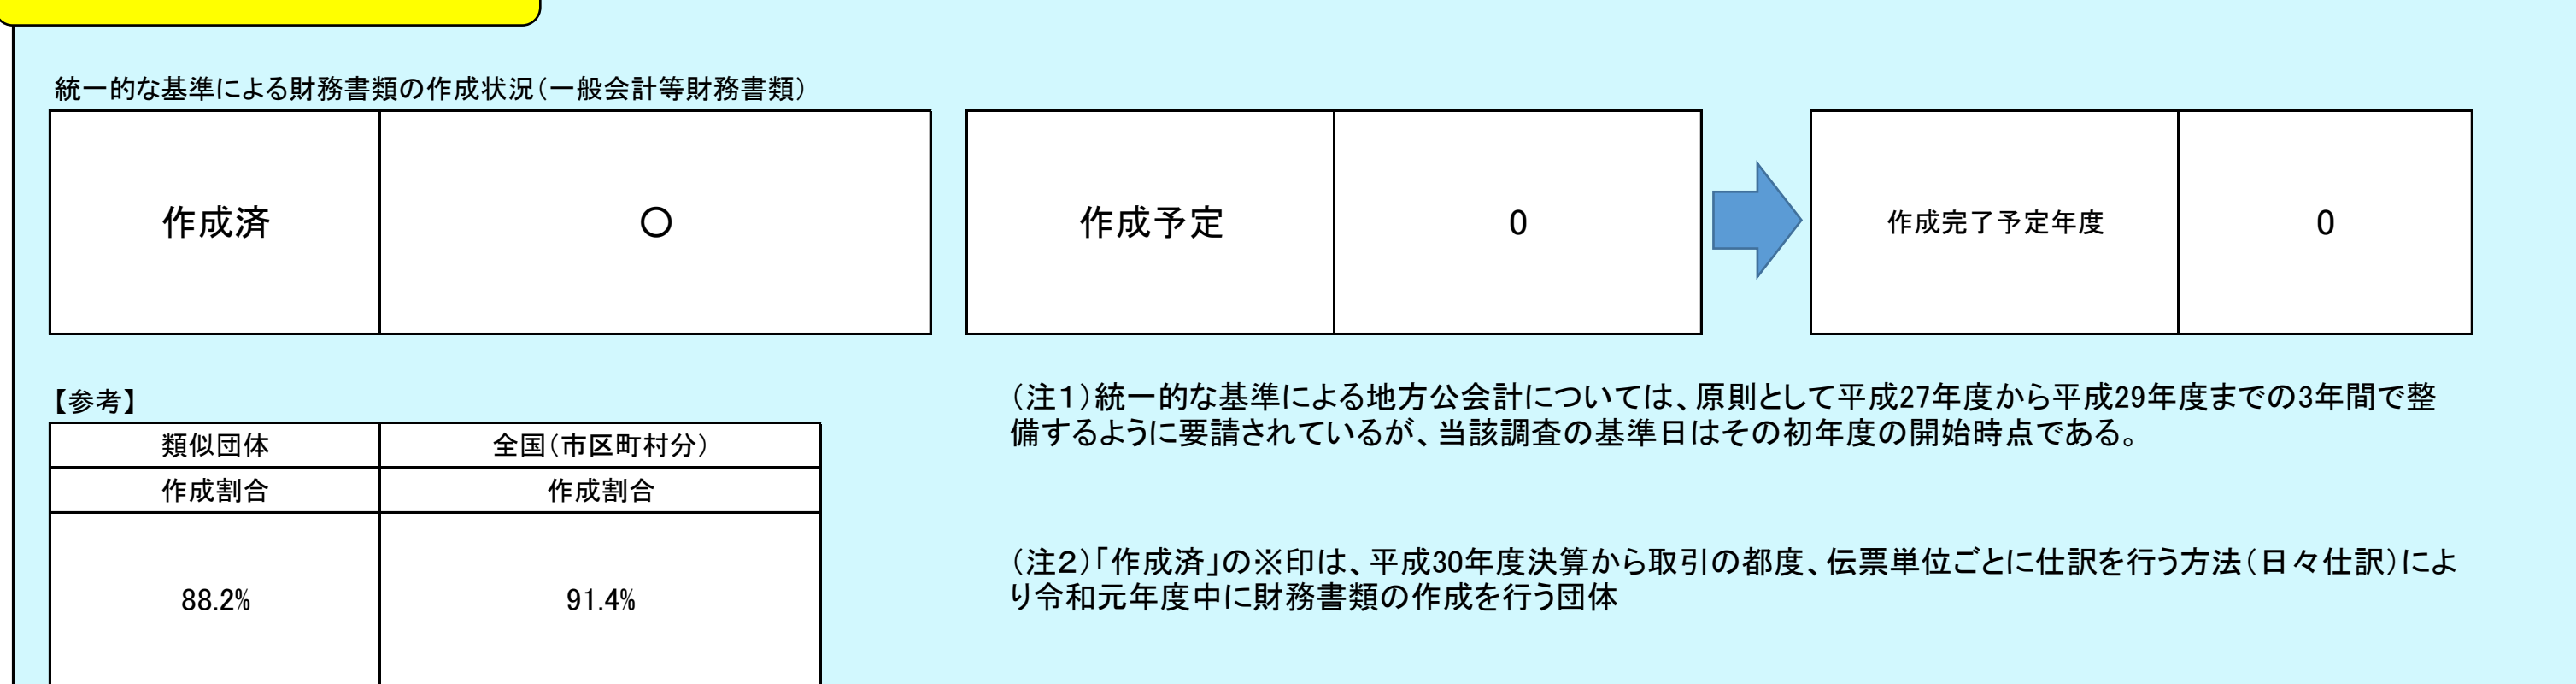 統一的な基準による財務書類の作成状況（一般会計等財務書類）
作成済
〇
作成予定
0
作成完了予定年度
0
【参考】
類似団体
全国（市区町村分）
作成割合
作成割合
88.2%
91.4%
（注１）統一的な基準による地方公会計については、原則として平成27年度から平成29年度までの3年間で整
備するように要請されているが、当該調査の基準日はその初年度の開始時点である。
（注２）「作成済」の※印は、平成30年度決算から取引の都度、伝票単位ごとに仕訳を行う方法（日々仕訳）によ
り令和元年度中に財務書類の作成を行う団体